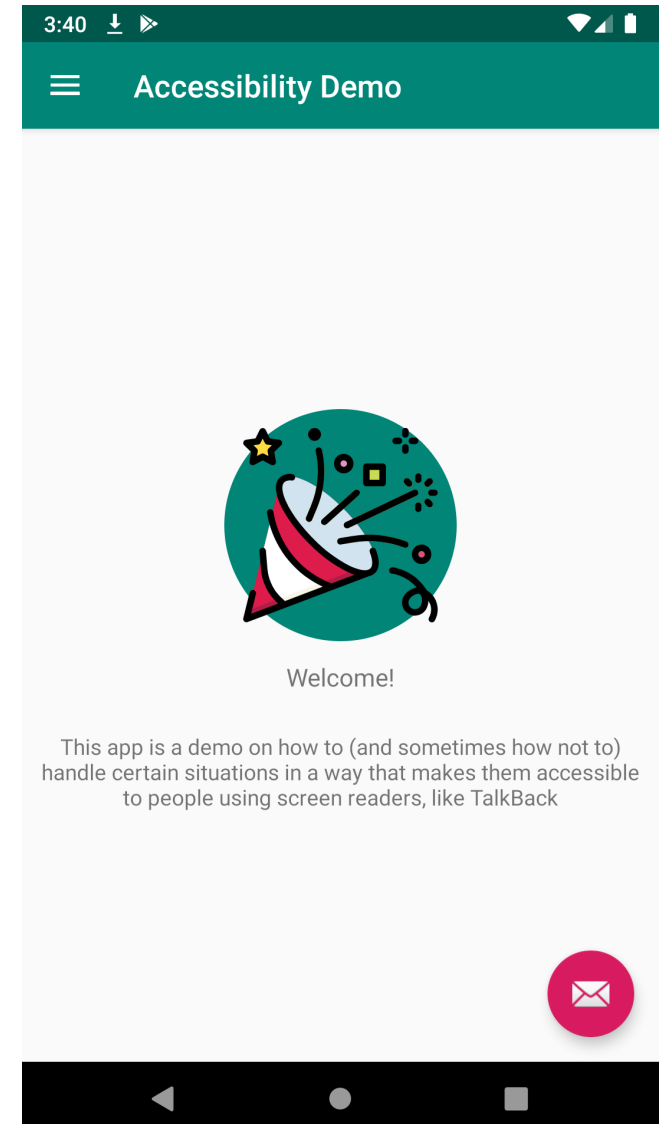 3:40
Accessibility Demo
Welcome!
This app is a demo on how to (and sometimes how not to)
handle certain situations in a way that makes them accessible
to people using screen readers, like TalkBack